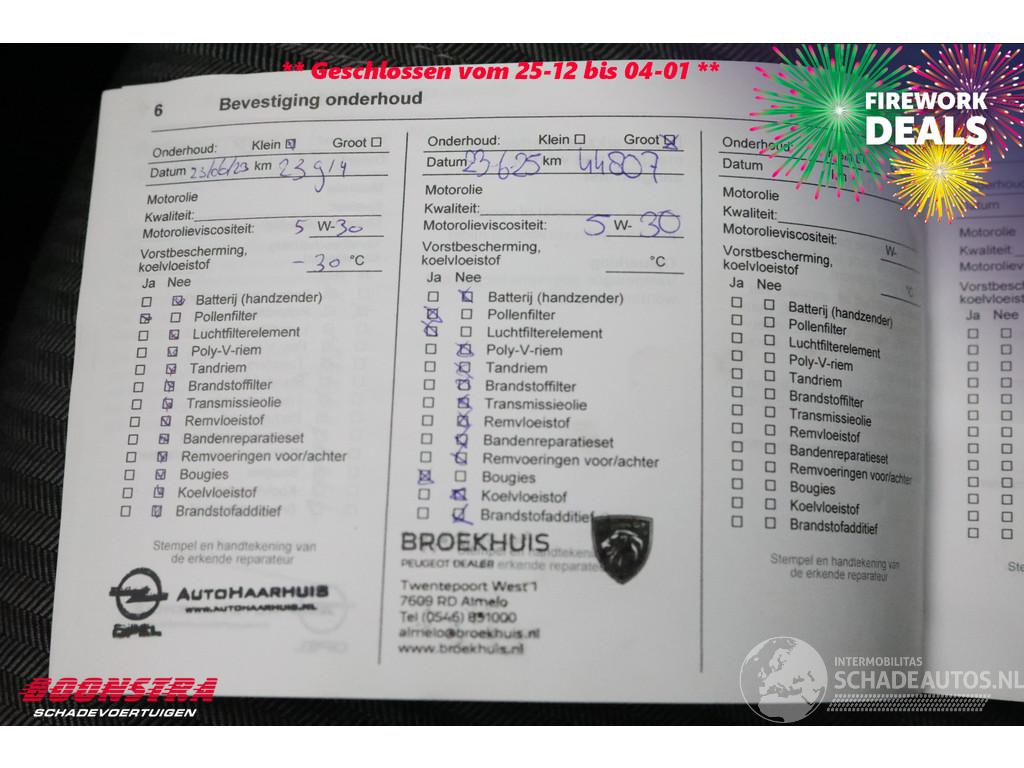 ** Geschlossen vom 25-12 bis 04-01 **
FIREWORK
DEALS
6 Bevestiging onderhoud
Onderhoud: Klein Groot
Datum 23/06/23 km 23914
Motorolie
Kwaliteit:
Motorolieviscositeit: 5 W-30
Vorstbescherming,
koelvloeistof -30 °C
Ja Nee
Batterij (handzender)
Pollenfilter
Luchtfilterelement
Poly-V-riem
Tandriem
Brandstoffilter
Transmissieolie
Remvloeistof
Bandenreparatieset
Remvoeringen voor/achter
Bougies
Koelvloeistof
Brandstofadditief
Stempel en handtekening van
de erkende reparateur
OPEL
AUTOHAARHUIS
WWW.AUTOHAARHUIS.NL
Onderhoud: Klein Groot
Datum 23-6-25 km 44807
Motorolie
Kwaliteit:
Motorolieviscositeit: 5 W-30
Vorstbescherming,
koelvloeistof °C
Ja Nee
Batterij (handzender)
Pollenfilter
Luchtfilterelement
Poly-V-riem
Tandriem
Brandstoffilter
Transmissieolie
Remvloeistof
Bandenreparatieset
Remvoeringen voor/achter
Bougies
Koelvloeistof
Brandstofadditief
BROEKHUIS
PEUGEOT DEALER
Twentepoort West 1
7609 RD Almelo
Tel (0546) 851000
almelo@broekhuis.nl
www.broekhuis.nl
Onderhoud:
Datum km
Motorolie
Kwaliteit:
Motorolieviscositeit: W-
Vorstbescherming,
koelvloeistof °C
Ja Nee
Batterij (handzender)
Pollenfilter
Luchtfilterelement
Poly-V-riem
Tandriem
Brandstoffilter
Transmissieolie
Remvloeistof
Bandenreparatieset
Remvoeringen voor/achter
Bougies
Koelvloeistof
Brandstofadditief
Stempel en handtekening van
de erkende reparateur
Motorolie
Kwaliteit:
Ja Nee
BOONSTRA
SCHADEVOERTUIGEN
INTERMOBILITAS
SCHADEAUTOS.NL